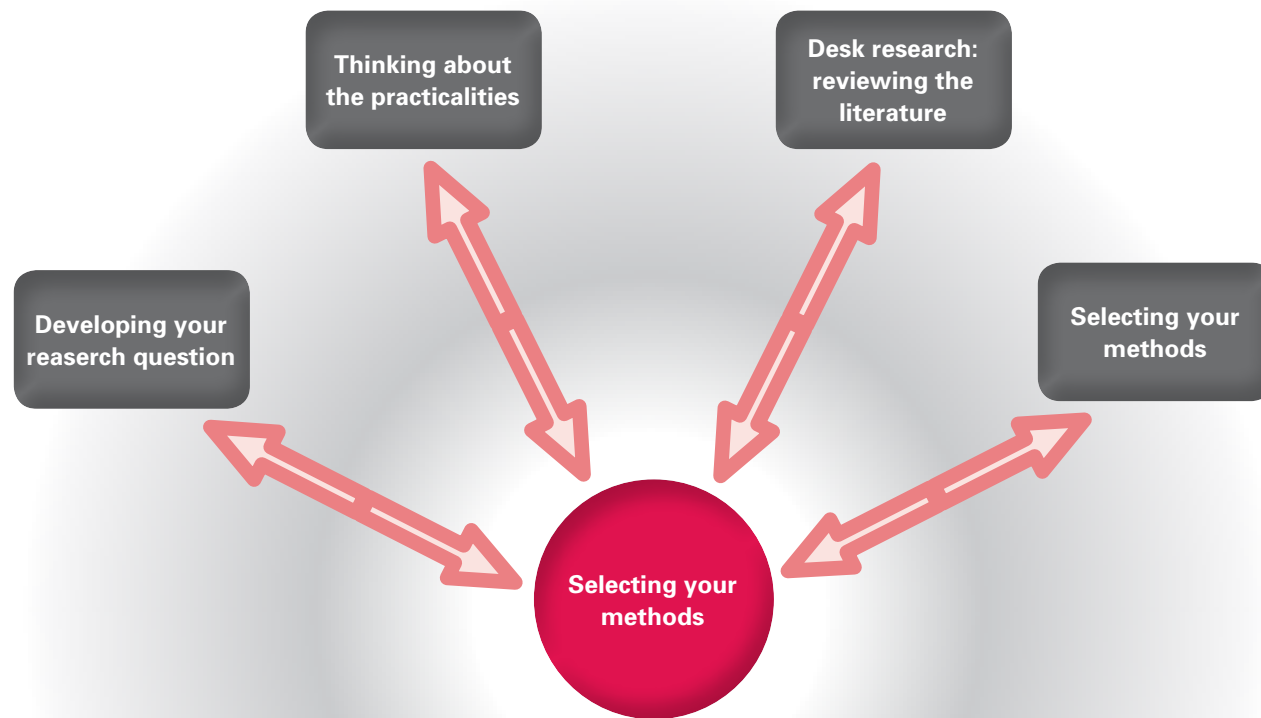 Thinking about
the practicalities
Desk research:
reviewing the
literature
Developing your
reaserch question
Selecting your
methods
Selecting your
methods